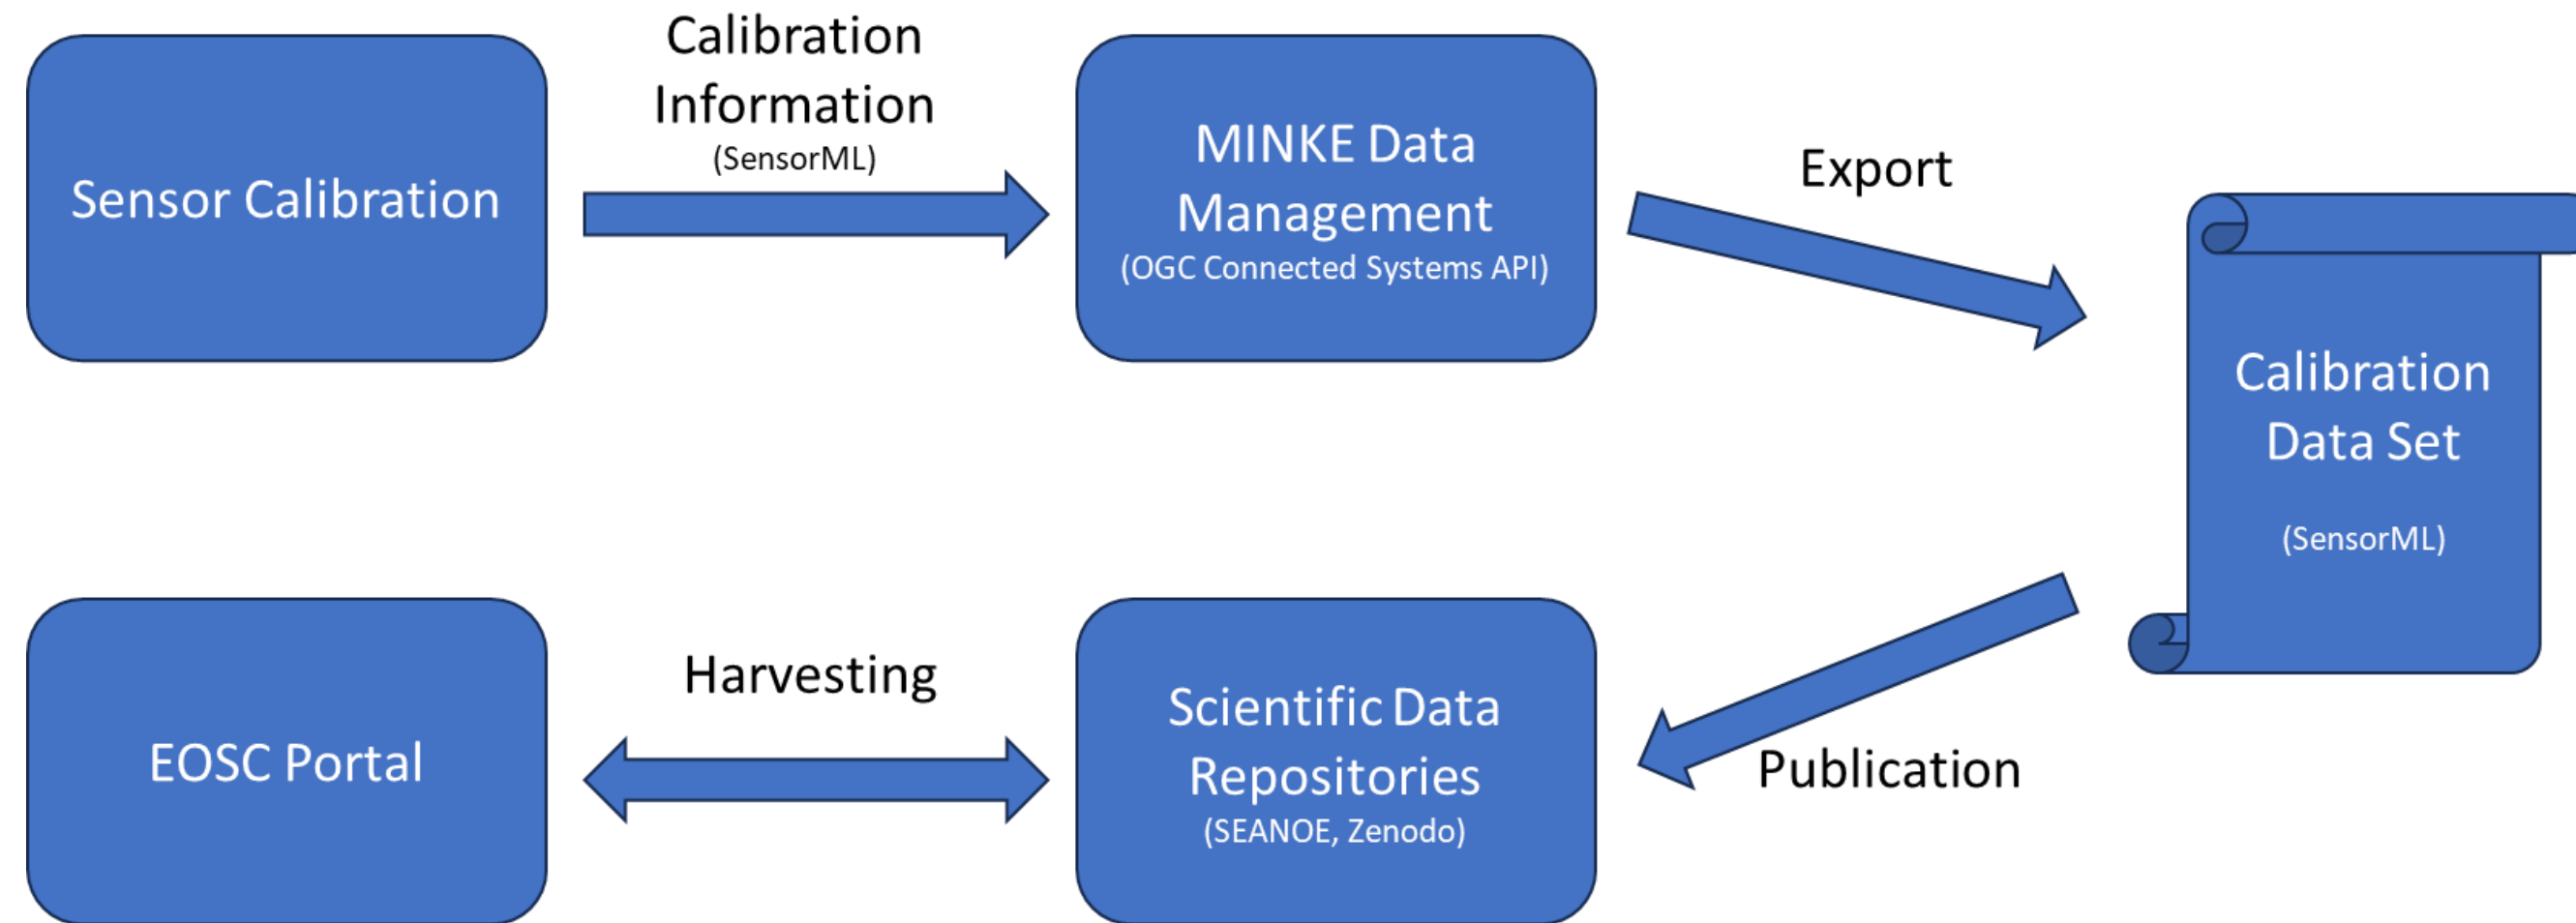 Sensor Calibration
Calibration
Information
(SensorML)
MINKE Data
Management
(OGC Connected Systems API)
Export
Calibration
Data Set
(SensorML)
EOSC Portal
Harvesting
Scientific Data
Repositories
(SEANOE, Zenodo)
Publication